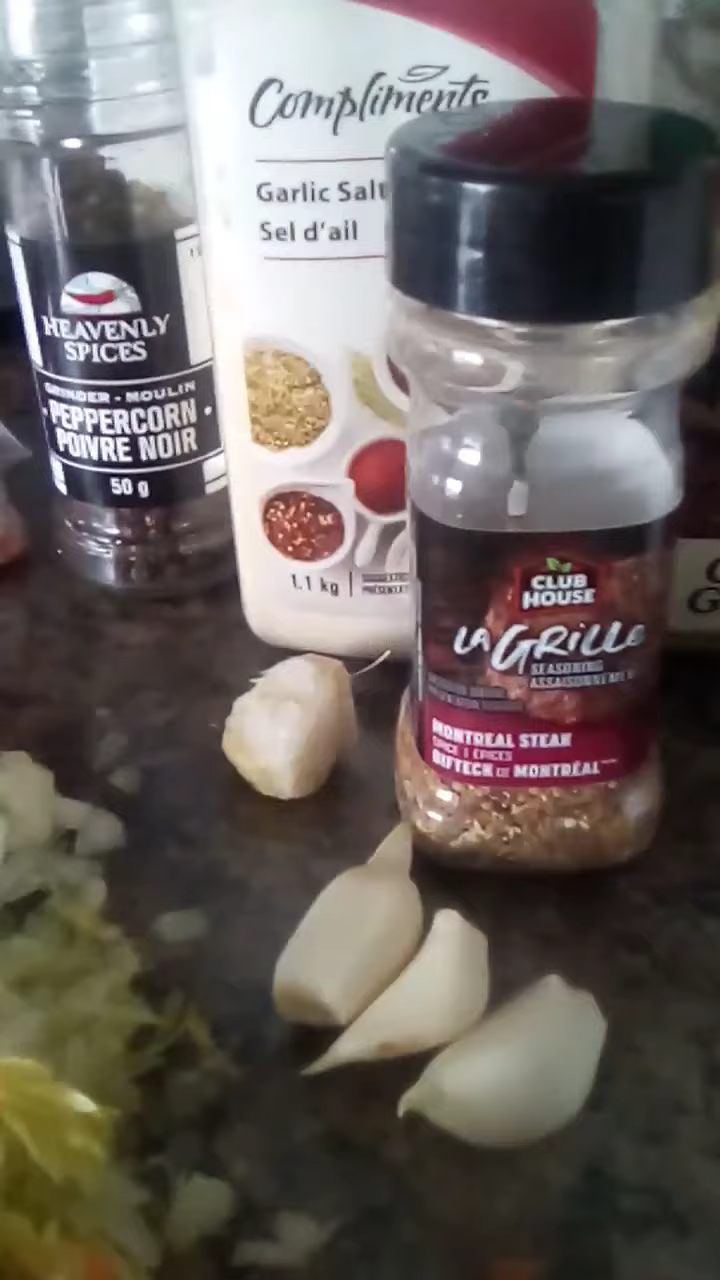 Compliments
Garlic Salt
Sel d'ail
1.1 kg
HEAVENLY
SPICES
GRINDER - MOULIN
PEPPERCORN
POIVRE NOIR
50 g
CLUB
HOUSE
LA GRILLE
SEASONING
ASSAISONNEMENT
MONTREAL STEAK
SPICE | ÉPICES
BIFTECK DE MONTRÉAL